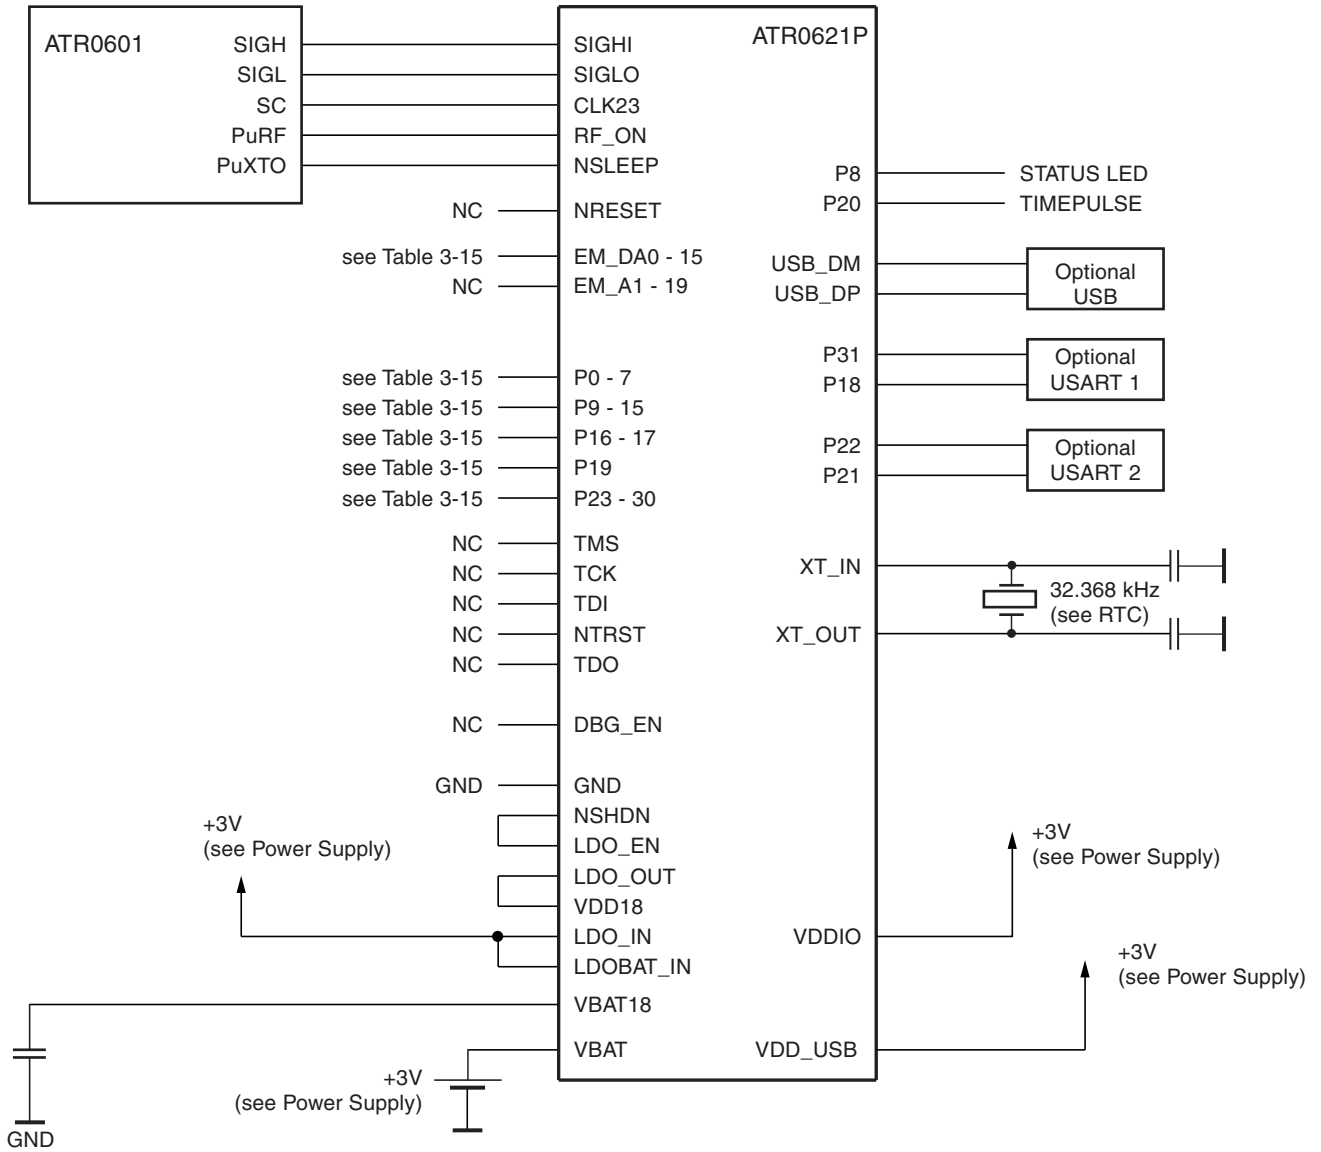 ATR0601
SIGH
SIGL
SC
PuRF
PuXTO
ATR0621P
SIGHI
SIGLO
CLK23
RF_ON
NSLEEP
NC NRESET
see Table 3-15 EM_DA0 - 15
NC EM_A1 - 19
see Table 3-15 P0 - 7
see Table 3-15 P9 - 15
see Table 3-15 P16 - 17
see Table 3-15 P19
see Table 3-15 P23 - 30
NC TMS
NC TCK
NC TDI
NC NTRST
NC TDO
NC DBG_EN
GND GND
NSHDN
LDO_EN
LDO_OUT
VDD18
LDO_IN
LDOBAT_IN
VBAT18
VBAT
+3V
(see Power Supply)
+3V
(see Power Supply)
GND
P8 STATUS LED
P20 TIMEPULSE
USB_DM
USB_DP
Optional
USB
P31
P18
Optional
USART 1
P22
P21
Optional
USART 2
XT_IN
XT_OUT
32.368 kHz
(see RTC)
VDDIO
+3V
(see Power Supply)
VDD_USB
+3V
(see Power Supply)